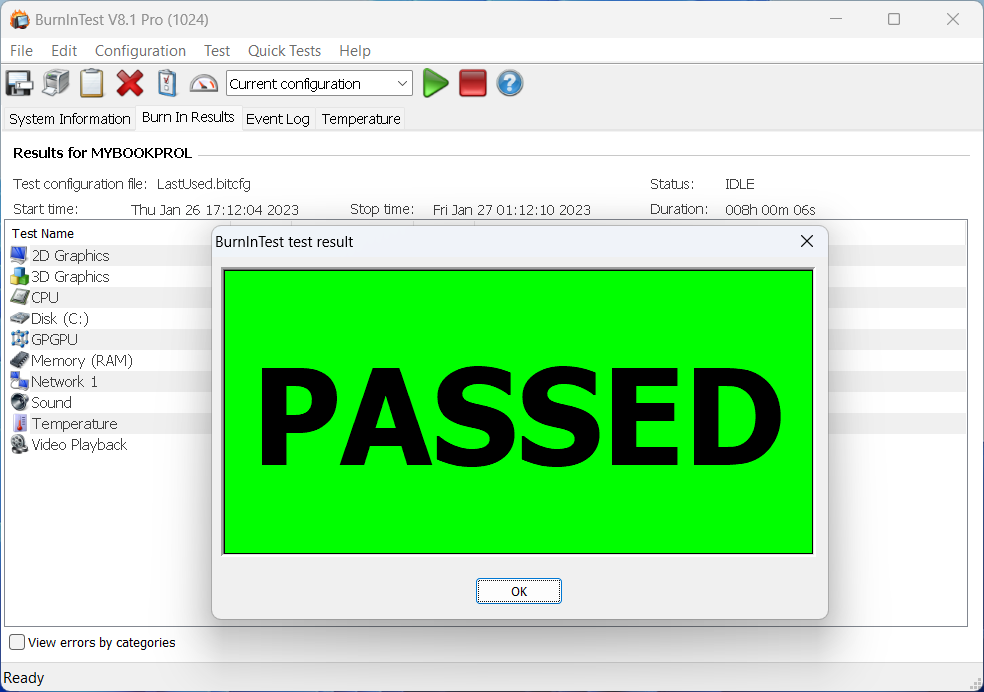 BurnInTest V8.1 Pro (1024)
File Edit Configuration Test Quick Tests Help
Current configuration
System Information Burn In Results Event Log Temperature
Results for MYBOOKPROL
Test configuration file: LastUsed.bitcfg Status: IDLE
Start time: Thu Jan 26 17:12:04 2023 Stop time: Fri Jan 27 01:12:10 2023 Duration: 008h 00m 06s
Test Name
2D Graphics
3D Graphics
CPU
Disk (C:)
GPGPU
Memory (RAM)
Network 1
Sound
Temperature
Video Playback
BurnInTest test result
PASSED
OK
View errors by categories
Ready